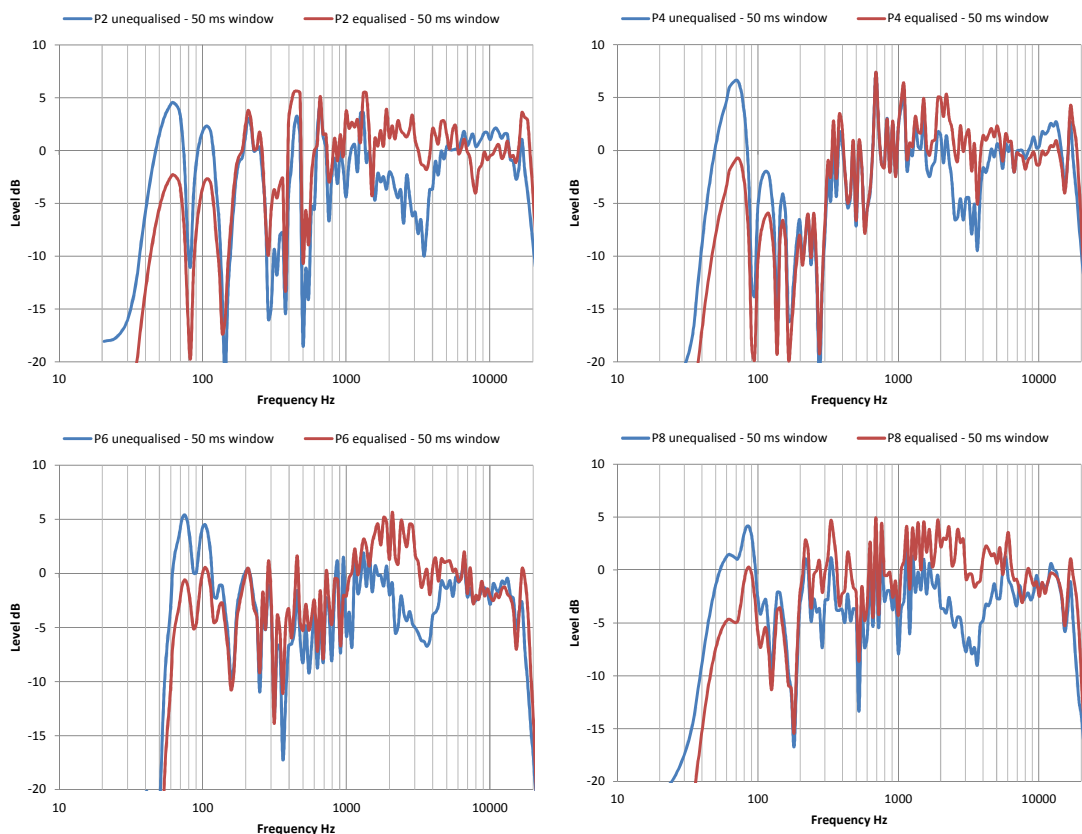 P2 unequalised - 50 ms window P2 equalised - 50 ms window
10
5
0
-5
-10
-15
-20
Level dB
10 100 1000 10000
Frequency Hz
P4 unequalised - 50 ms window P4 equalised - 50 ms window
10
5
0
-5
-10
-15
-20
Level dB
10 100 1000 10000
Frequency Hz
P6 unequalised - 50 ms window P6 equalised - 50 ms window
10
5
0
-5
-10
-15
-20
Level dB
10 100 1000 10000
Frequency Hz
P8 unequalised - 50 ms window P8 equalised - 50 ms window
10
5
0
-5
-10
-15
-20
Level dB
10 100 1000 10000
Frequency Hz